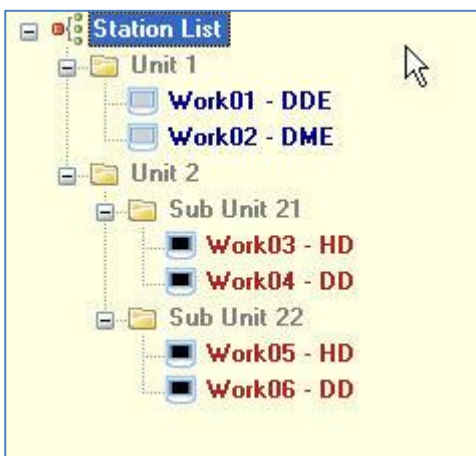 Station List
Unit 1
Work01 - DDE
Work02 - DME
Unit 2
Sub Unit 21
Work03 - HD
Work04 - DD
Sub Unit 22
Work05 - HD
Work06 - DD